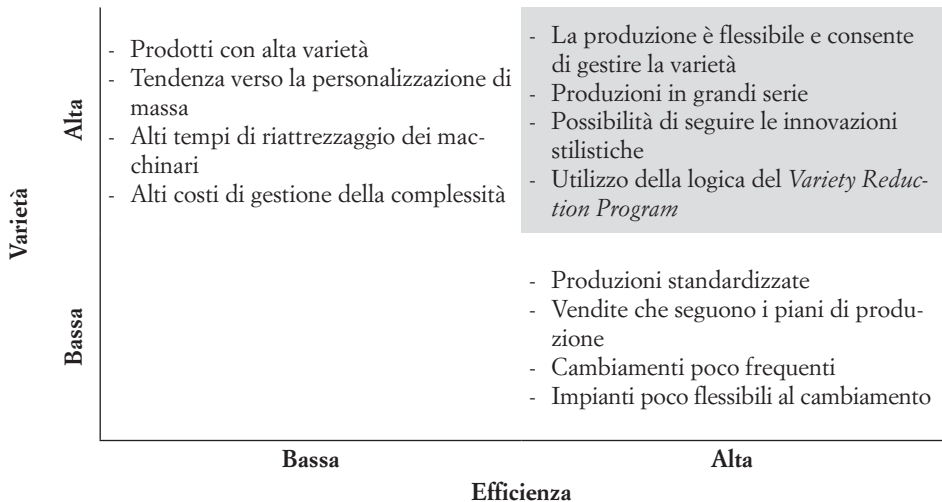 Varietà
Alta
- Prodotti con alta varietà
- Tendenza verso la personalizzazione di
massa
- Alti tempi di riattrezzaggio dei mac-
chinari
- Alti costi di gestione della complessità
- La produzione è flessibile e consente
di gestire la varietà
- Produzioni in grandi serie
- Possibilità di seguire le innovazioni
stilistiche
- Utilizzo della logica del Variety Reduc-
tion Program
Bassa
- Produzioni standardizzate
- Vendite che seguono i piani di produ-
zione
- Cambiamenti poco frequenti
- Impianti poco flessibili al cambiamento
Bassa
Alta
Efficienza